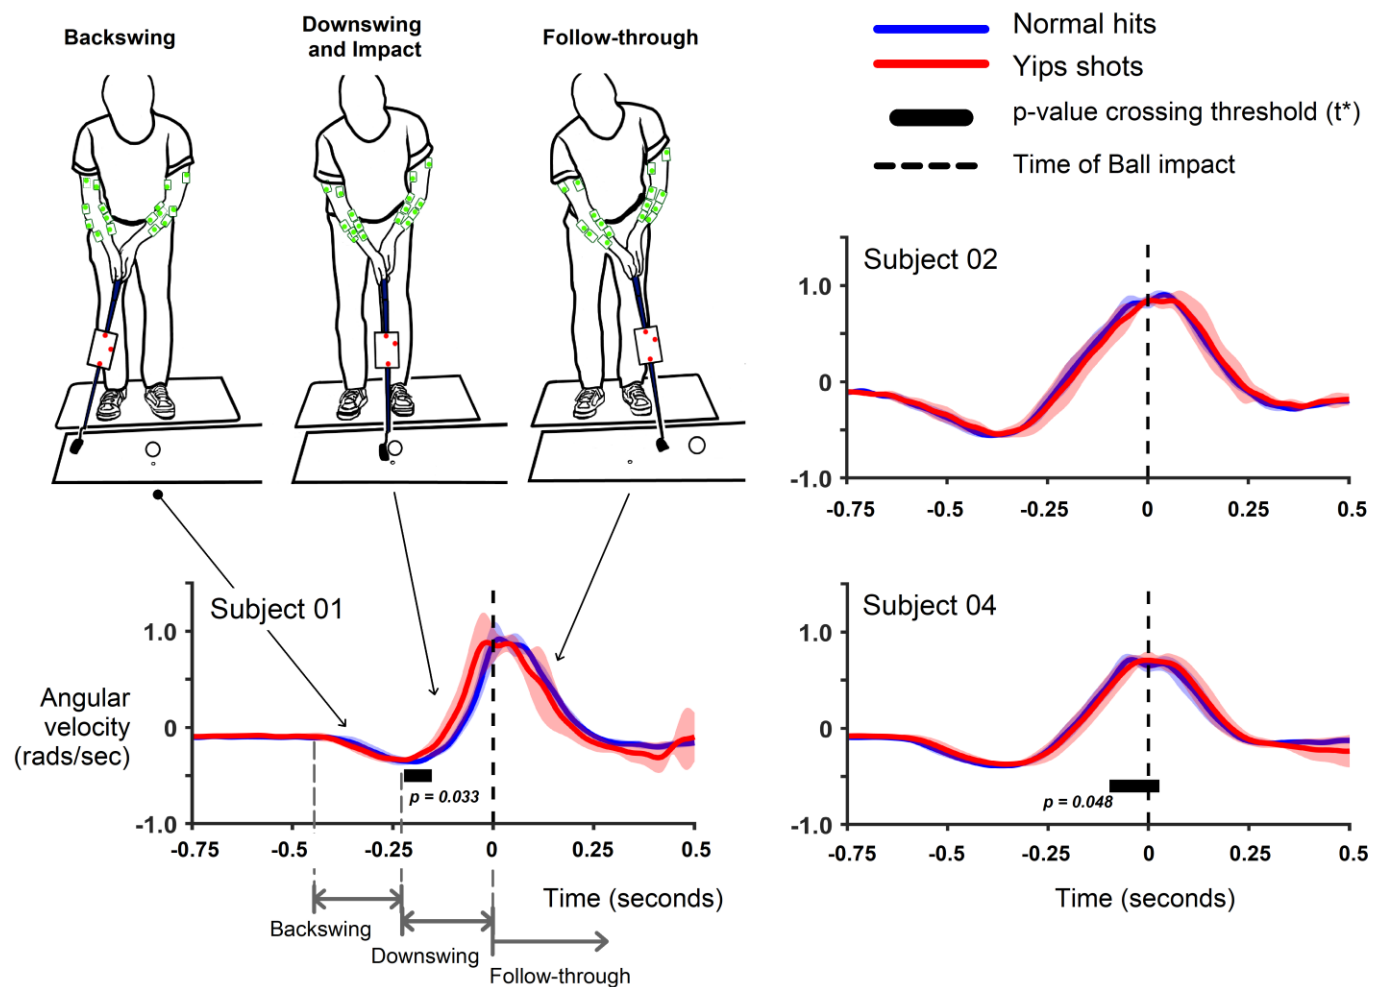 Backswing
Downswing
and Impact
Follow-through
Normal hits
Yips shots
p-value crossing threshold (t*)
Time of Ball impact
Subject 02
1.0
0
-1.0
-0.75
-0.5
-0.25
0
0.25
0.5
Subject 01
1.0
0
-1.0
Angular
velocity
(rads/sec)
p = 0.033
-0.75
-0.5
-0.25
0
0.25
0.5
Time (seconds)
Backswing
Downswing
Follow-through
Subject 04
1.0
0
-1.0
p = 0.048
-0.75
-0.5
-0.25
0
0.25
0.5
Time (seconds)